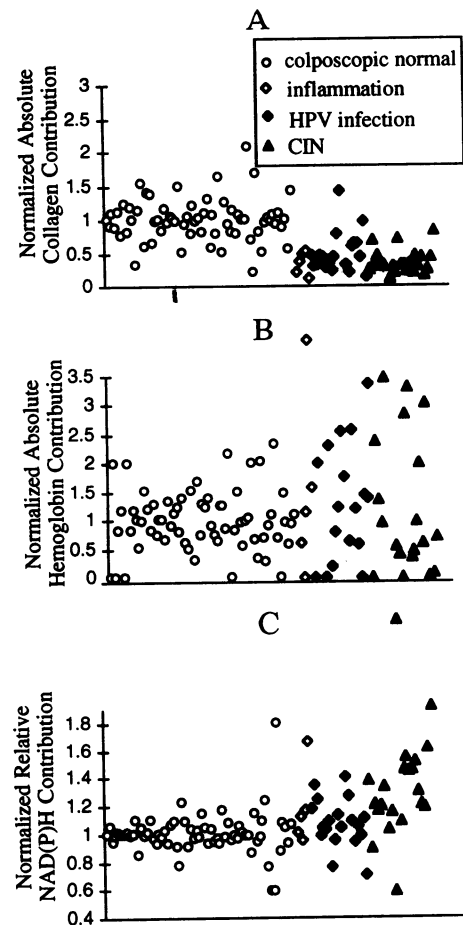 A
colposcopic normal
inflammation
HPV infection
CIN
Normalized Absolute
Collagen Contribution
3
2.5
2
1.5
1
0.5
0
B
Normalized Absolute
Hemoglobin Contribution
3.5
3
2.5
2
1.5
1
0.5
0
C
Normalized Relative
NAD(P)H Contribution
1.8
1.6
1.4
1.2
1
0.8
0.6
0.4